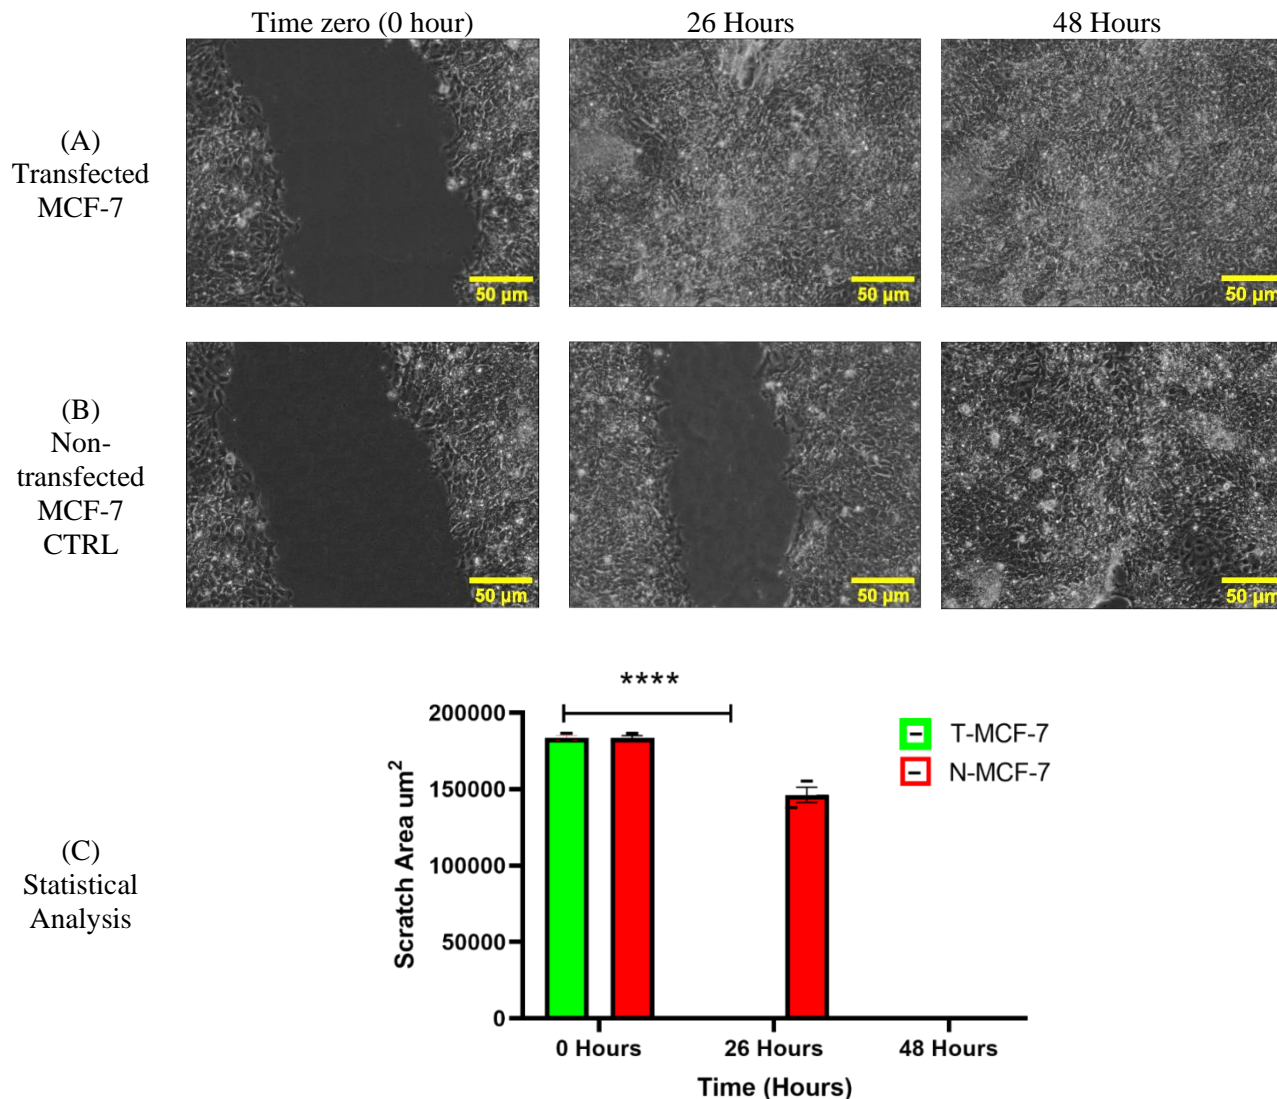 Time zero (0 hour)
26 Hours
48 Hours
(A)
Transfected
MCF-7
50 µm
50 µm
50 µm
(B)
Non-
transfected
MCF-7
CTRL
50 µm
50 µm
50 µm
(C)
Statistical
Analysis
****
Scratch Area um²
200000
150000
100000
50000
0
0 Hours
26 Hours
48 Hours
Time (Hours)
T-MCF-7
N-MCF-7